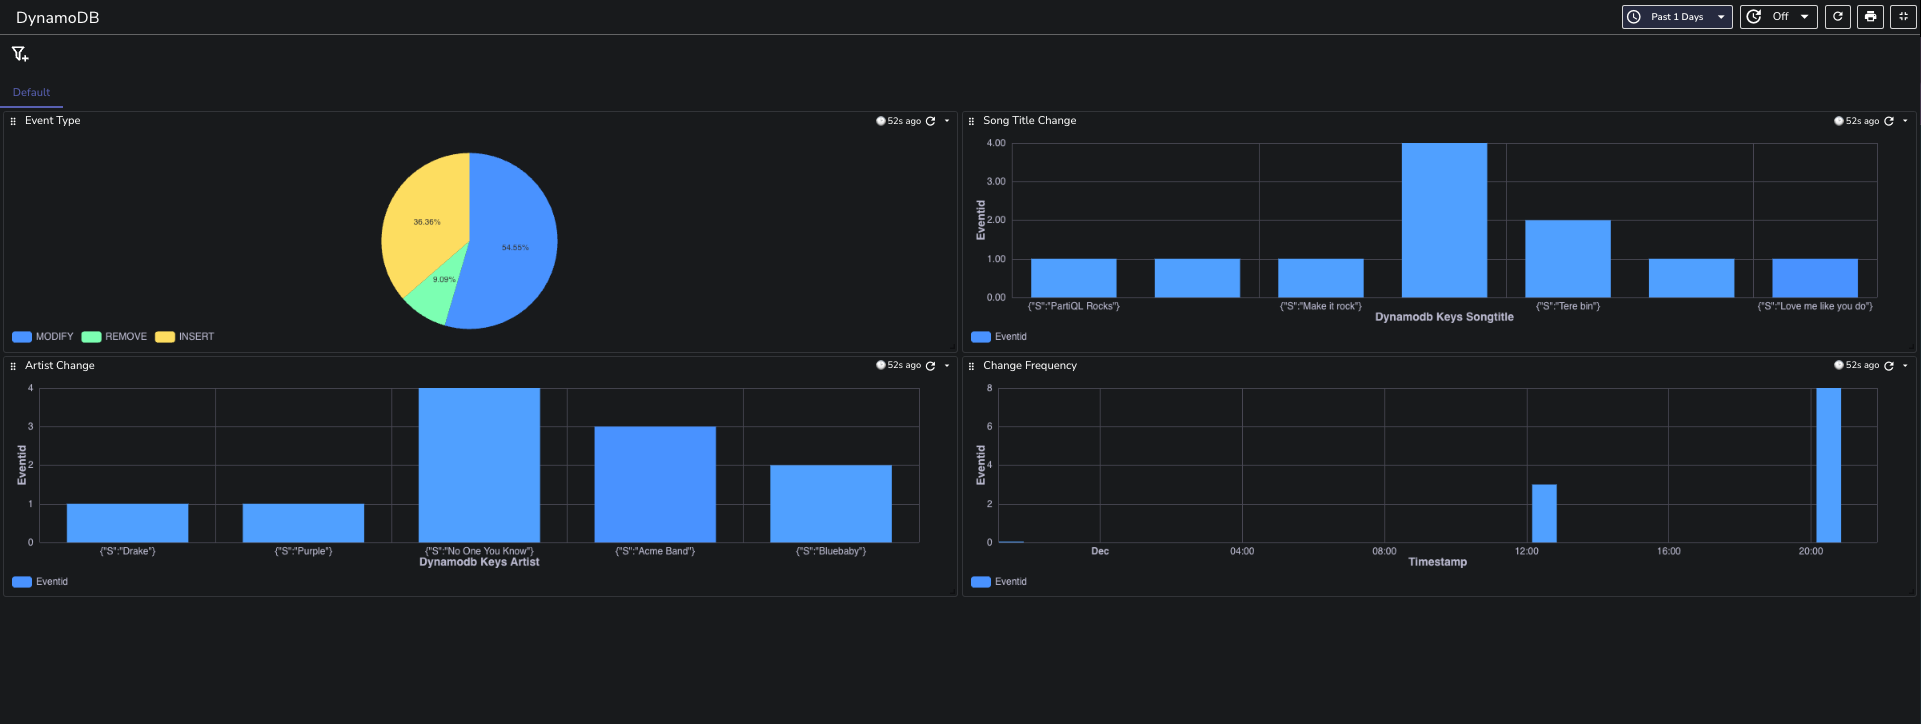 DynamoDB
Past 1 Days
Off
Default
Event Type
52s ago
36.36%
54.55%
9.09%
MODIFY REMOVE INSERT
Song Title Change
52s ago
4.00
3.00
2.00
1.00
0.00
Eventid
{"S":"PartiQL Rocks"} {"S":"Make it rock"} {"S":"Tere bin"} {"S":"Love me like you do"}
Dynamodb Keys Songtitle
Eventid
Artist Change
52s ago
4
3
2
1
0
Eventid
{"S":"Drake"} {"S":"Purple"} {"S":"No One You Know"} {"S":"Acme Band"} {"S":"Bluebaby"}
Dynamodb Keys Artist
Eventid
Change Frequency
52s ago
8
6
4
2
0
Eventid
Dec 04:00 08:00 12:00 16:00 20:00
Timestamp
Eventid